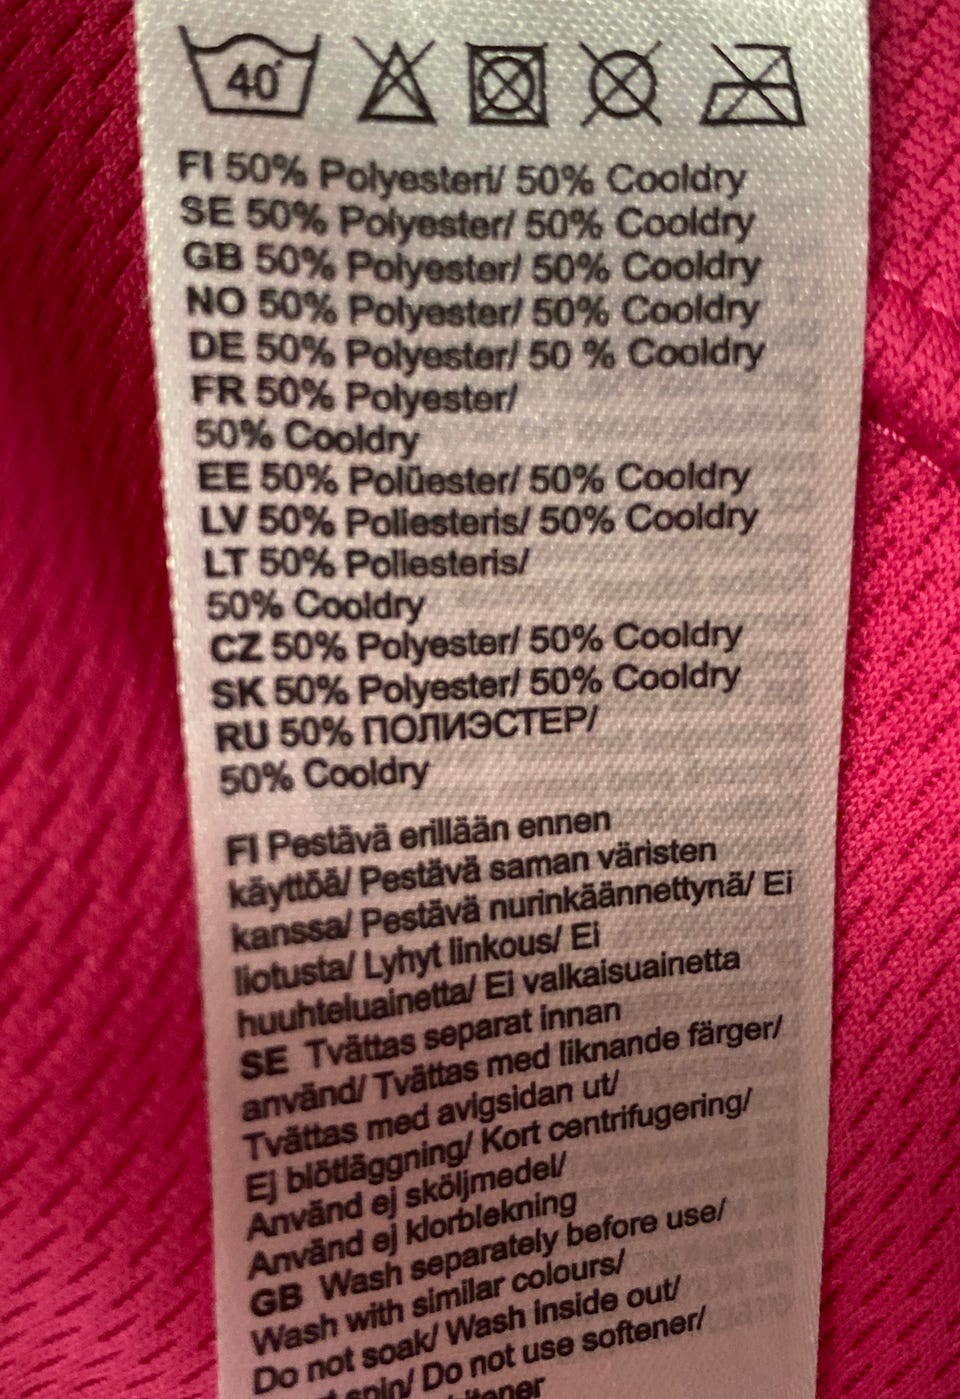 40°
FI 50% Polyesteri/ 50% Cooldry
SE 50% Polyester/ 50% Cooldry
GB 50% Polyester/ 50% Cooldry
NO 50% Polyester/ 50% Cooldry
DE 50% Polyester/ 50 % Cooldry
FR 50% Polyester/
50% Cooldry
EE 50% Polüester/ 50% Cooldry
LV 50% Poliesteris/ 50% Cooldry
LT 50% Poliesteris/
50% Cooldry
CZ 50% Polyester/ 50% Cooldry
SK 50% Polyester/ 50% Cooldry
RU 50% ПОЛИЭСТЕР/
50% Cooldry
FI Pestävä erillään ennen
käyttöä/ Pestävä saman väristen
kanssa/ Pestävä nurinkäännettynä/ Ei
liotusta/ Lyhyt linkous/ Ei
huuhteluainetta/ Ei valkaisuainetta
SE Tvättas separat innan
använd/ Tvättas med liknande färger/
Tvättas med avigsidan ut/
Ej blötläggning/ Kort centrifugering/
Använd ej sköljmedel/
Använd ej klorblekning
GB Wash separately before use/
Wash with similar colours/
Do not soak/ Wash inside out/
spin/ Do not use softener/